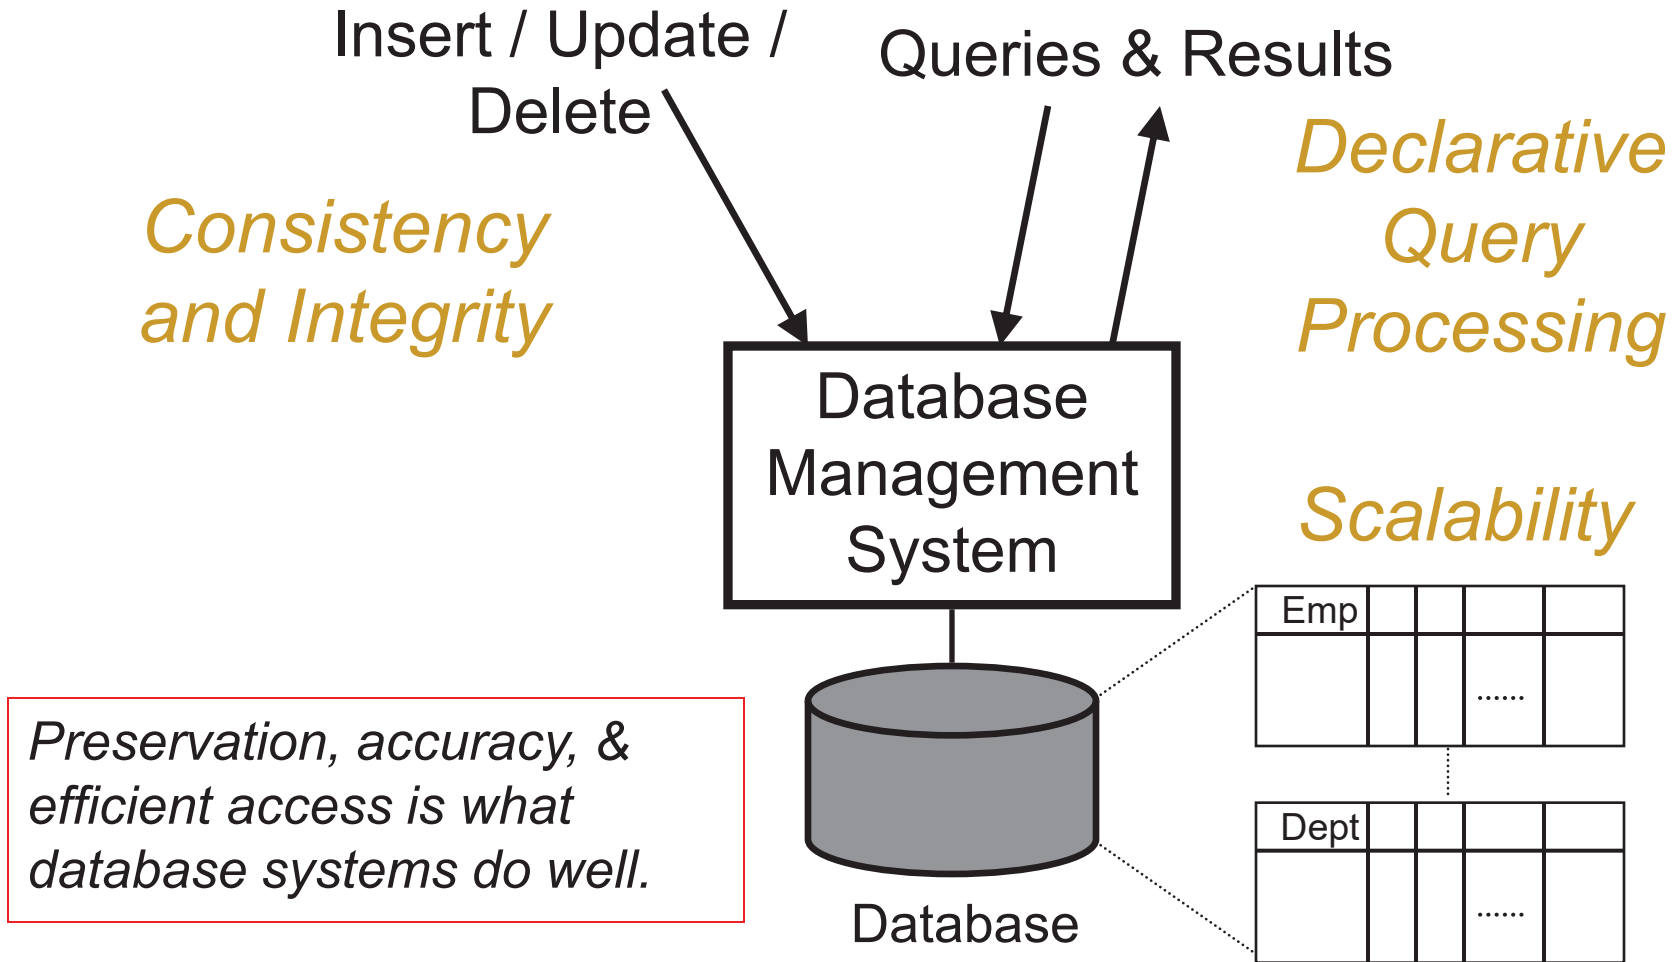 Insert / Update /
Delete
Queries & Results
Consistency
and Integrity
Declarative
Query
Processing
Database
Management
System
Scalability
Emp
......
Preservation, accuracy, &
efficient access is what
database systems do well.
Dept
......
Database